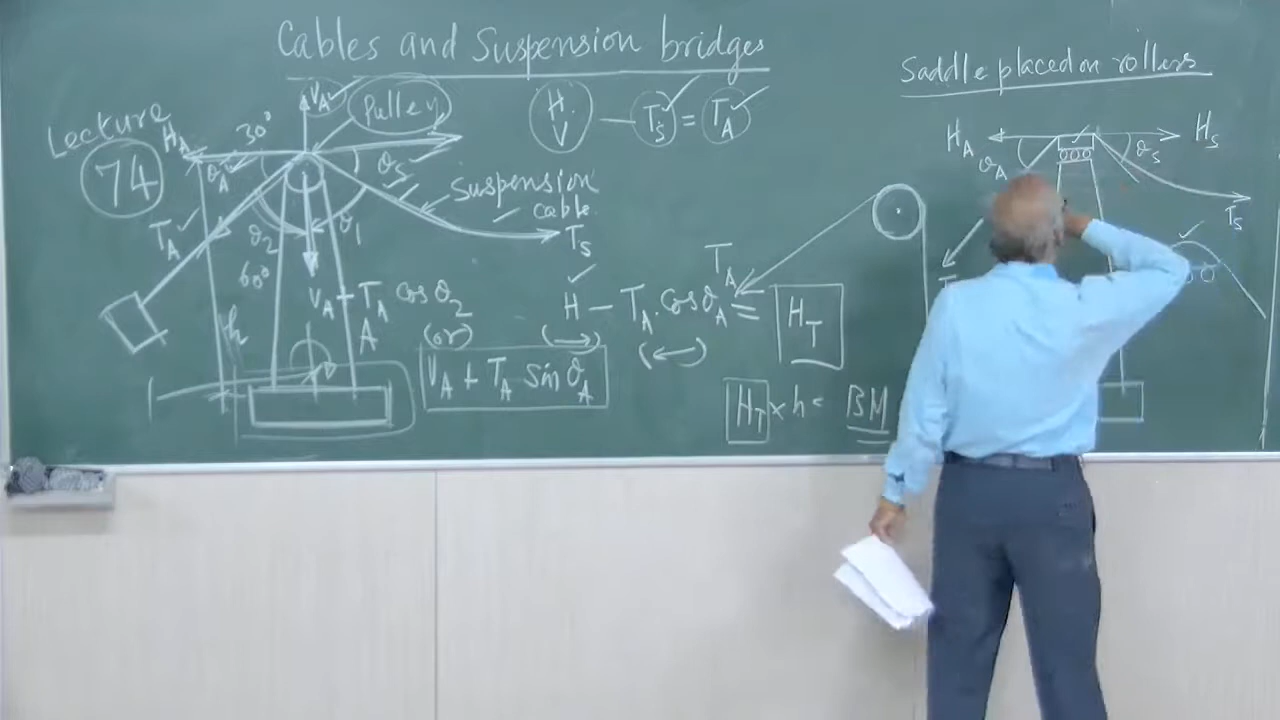 Cables and Suspension bridges
Lecture
74
H_A
30°
V_A
Pulley
H
V
— T_S = T_A
θ_A
θ_S
Suspension
cable
T_S
T_A
θ_2
θ_1
60°
V_A
T_A cos θ_2
A
(or)
V_A + T_A sin θ_A
h
H — T_A . cos θ_A = H_T
(→)
(←)
T_A
H_T × h = BM
Saddle placed on rollers
H_A
H_S
θ_A
θ_S
T_S